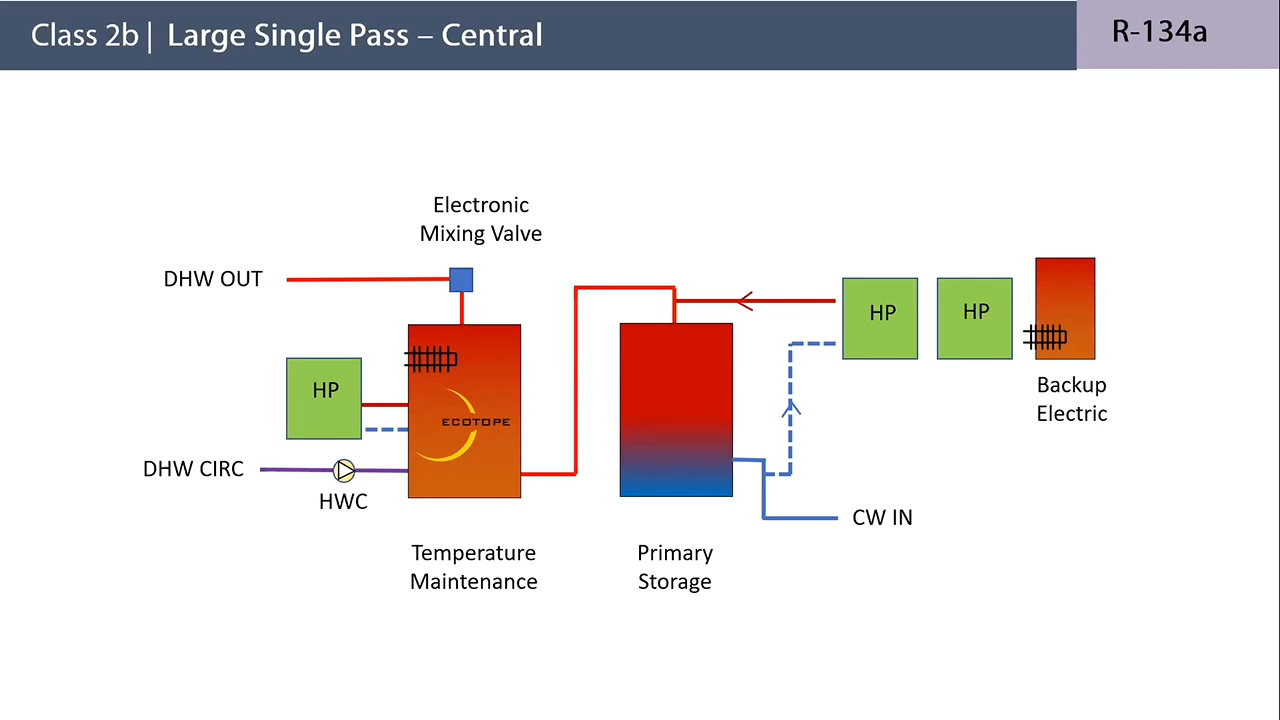 Class 2b | Large Single Pass – Central
R-134a
Electronic
Mixing Valve
DHW OUT
HP
HP
HP
Backup
Electric
ECOTOPE
DHW CIRC
HWC
CW IN
Temperature
Maintenance
Primary
Storage